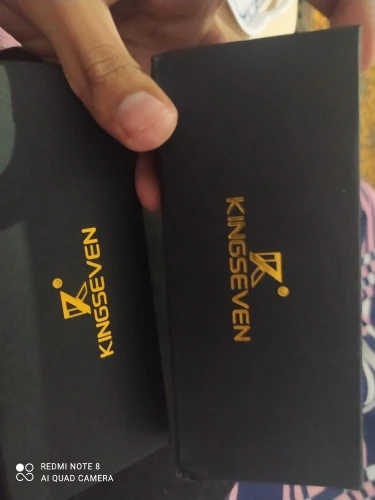 KINGSEVEN
KINGSEVEN
REDMI NOTE 8
AI QUAD CAMERA